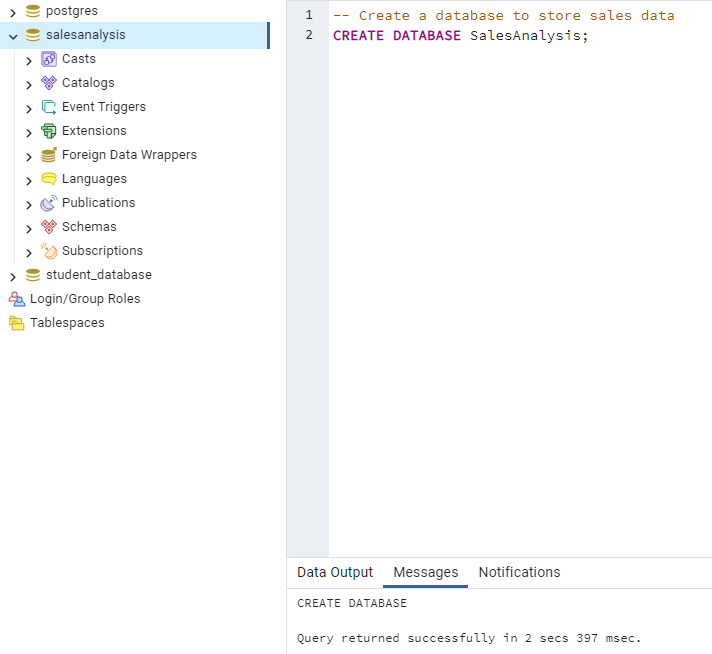 postgres
salesanalysis
Casts
Catalogs
Event Triggers
Extensions
Foreign Data Wrappers
Languages
Publications
Schemas
Subscriptions
student_database
Login/Group Roles
Tablespaces
1 -- Create a database to store sales data
2 CREATE DATABASE SalesAnalysis;
Data Output Messages Notifications
CREATE DATABASE
Query returned successfully in 2 secs 397 msec.